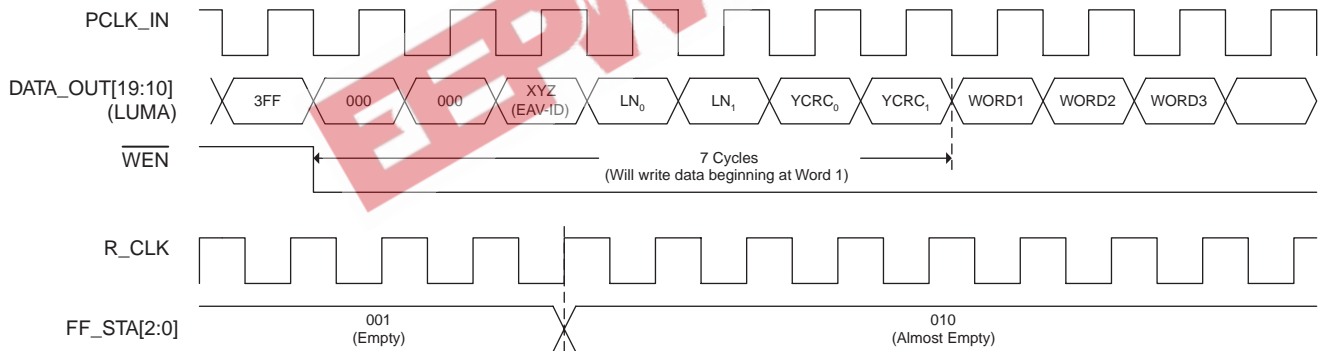 PCLK_IN
DATA_OUT[19:10]
(LUMA)
3FF 000 000 XYZ
(EAV-ID) LN₀ LN₁ YCRC₀ YCRC₁ WORD1 WORD2 WORD3
WEN
7 Cycles
(Will write data beginning at Word 1)
R_CLK
FF_STA[2:0]
001
(Empty)
010
(Almost Empty)